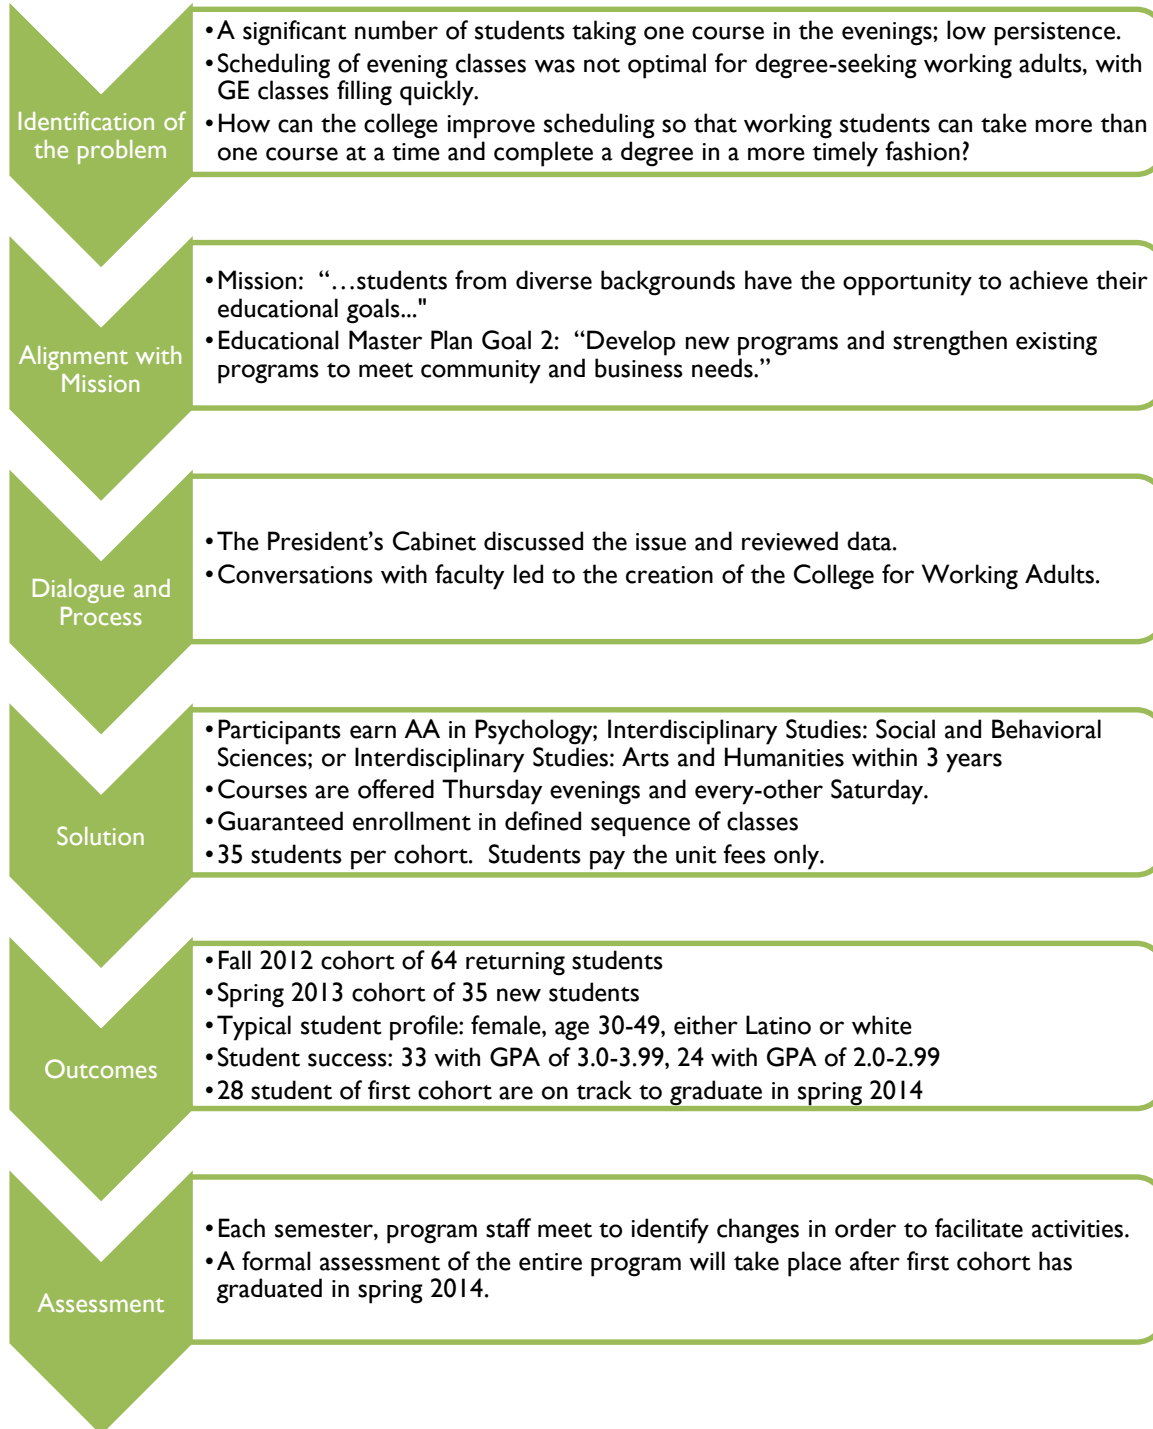 Identification of
the problem
•A significant number of students taking one course in the evenings; low persistence.
•Scheduling of evening classes was not optimal for degree-seeking working adults, with
GE classes filling quickly.
•How can the college improve scheduling so that working students can take more than
one course at a time and complete a degree in a more timely fashion?
Alignment with
Mission
•Mission: “…students from diverse backgrounds have the opportunity to achieve their
educational goals..."
•Educational Master Plan Goal 2: “Develop new programs and strengthen existing
programs to meet community and business needs.”
Dialogue and
Process
•The President’s Cabinet discussed the issue and reviewed data.
•Conversations with faculty led to the creation of the College for Working Adults.
Solution
•Participants earn AA in Psychology; Interdisciplinary Studies: Social and Behavioral
Sciences; or Interdisciplinary Studies: Arts and Humanities within 3 years
•Courses are offered Thursday evenings and every-other Saturday.
•Guaranteed enrollment in defined sequence of classes
•35 students per cohort. Students pay the unit fees only.
Outcomes
•Fall 2012 cohort of 64 returning students
•Spring 2013 cohort of 35 new students
•Typical student profile: female, age 30-49, either Latino or white
•Student success: 33 with GPA of 3.0-3.99, 24 with GPA of 2.0-2.99
•28 student of first cohort are on track to graduate in spring 2014
Assessment
•Each semester, program staff meet to identify changes in order to facilitate activities.
•A formal assessment of the entire program will take place after first cohort has
graduated in spring 2014.